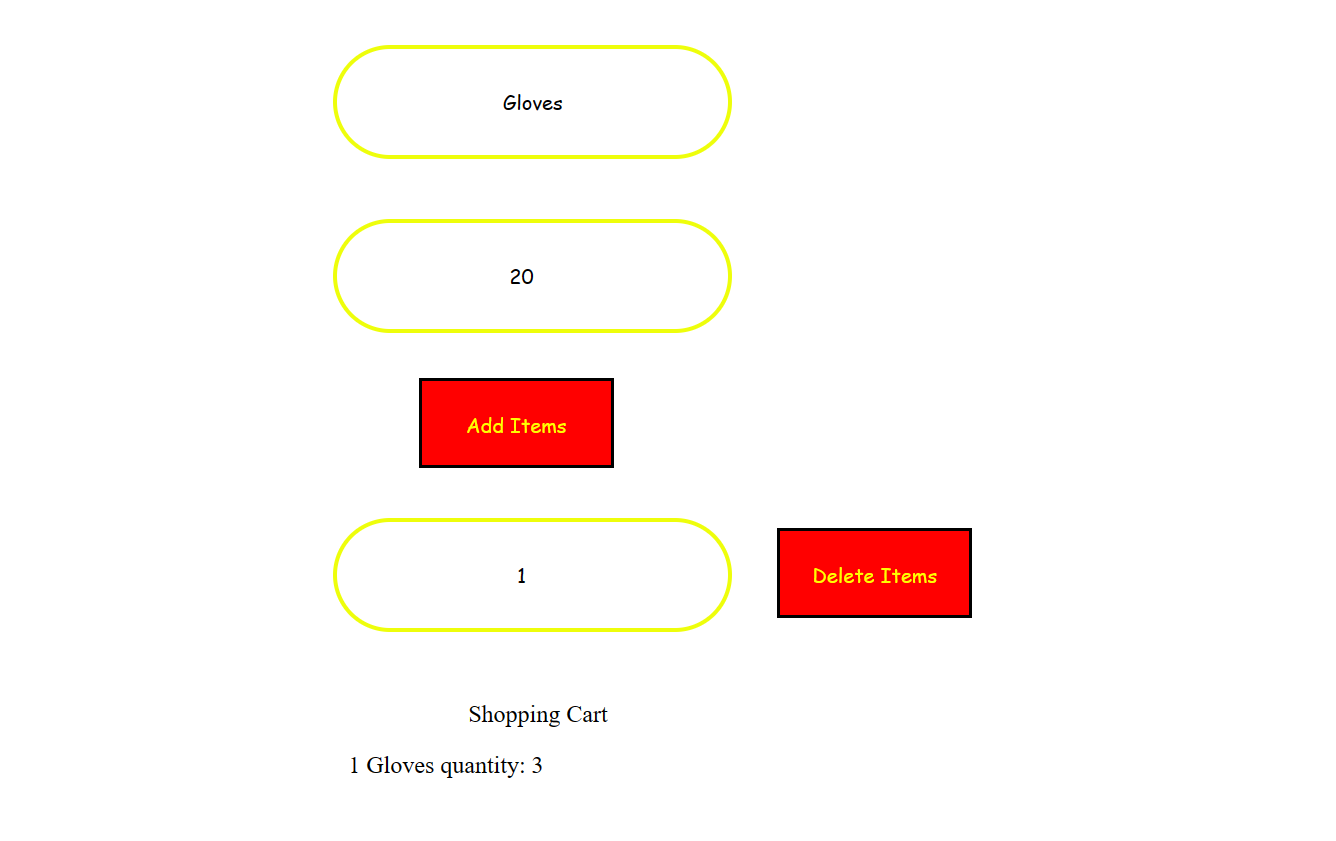 Gloves
20
Add Items
1
Delete Items
Shopping Cart
1 Gloves quantity: 3